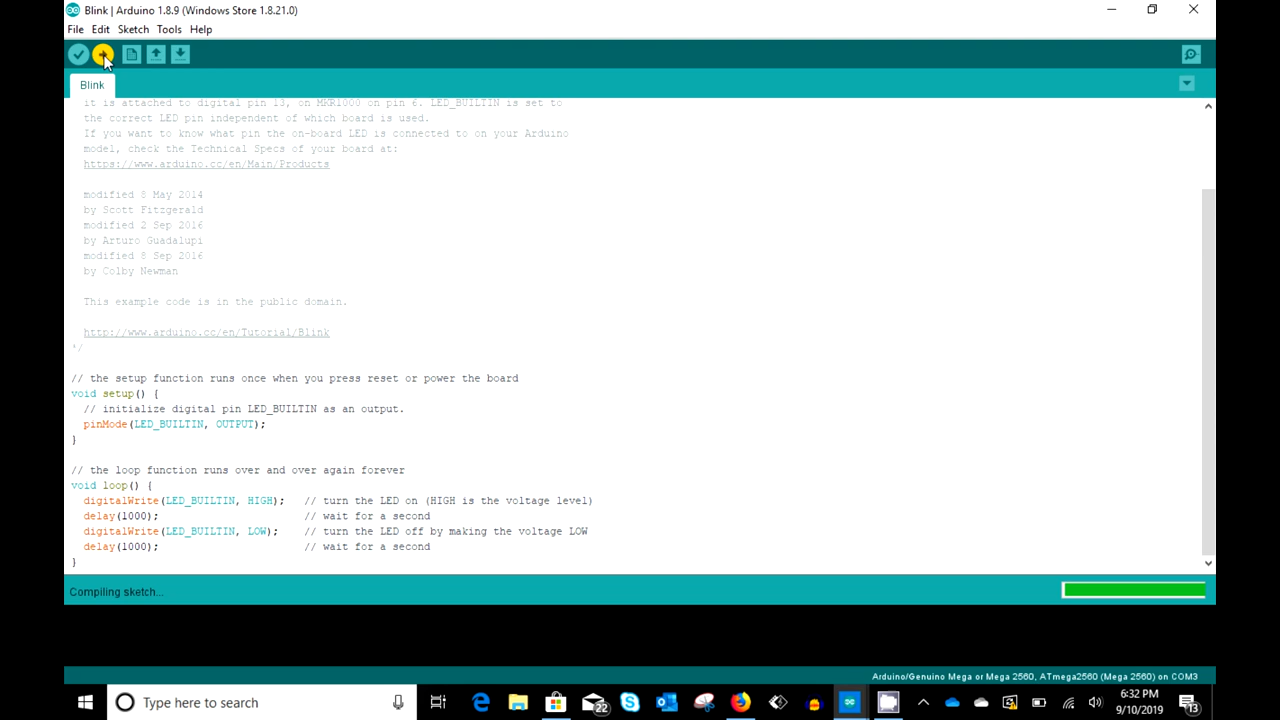 Blink | Arduino 1.8.9 (Windows Store 1.8.21.0)
File Edit Sketch Tools Help
Blink
it is attached to digital pin 13, on MKR1000 on pin 6. LED_BUILTIN is set to
the correct LED pin independent of which board is used.
If you want to know what pin the on-board LED is connected to on your Arduino
model, check the Technical Specs of your board at:
https://www.arduino.cc/en/Main/Products
modified 8 May 2014
by Scott Fitzgerald
modified 2 Sep 2016
by Arturo Guadalupi
modified 8 Sep 2016
by Colby Newman
This example code is in the public domain.
http://www.arduino.cc/en/Tutorial/Blink
*/
// the setup function runs once when you press reset or power the board
void setup() {
// initialize digital pin LED_BUILTIN as an output.
pinMode(LED_BUILTIN, OUTPUT);
}
// the loop function runs over and over again forever
void loop() {
digitalWrite(LED_BUILTIN, HIGH); // turn the LED on (HIGH is the voltage level)
delay(1000); // wait for a second
digitalWrite(LED_BUILTIN, LOW); // turn the LED off by making the voltage LOW
delay(1000); // wait for a second
}
Compiling sketch...
Arduino/Genuino Mega or Mega 2560, ATmega2560 (Mega 2560) on COM3
Type here to search
22
6:32 PM
9/10/2019
13